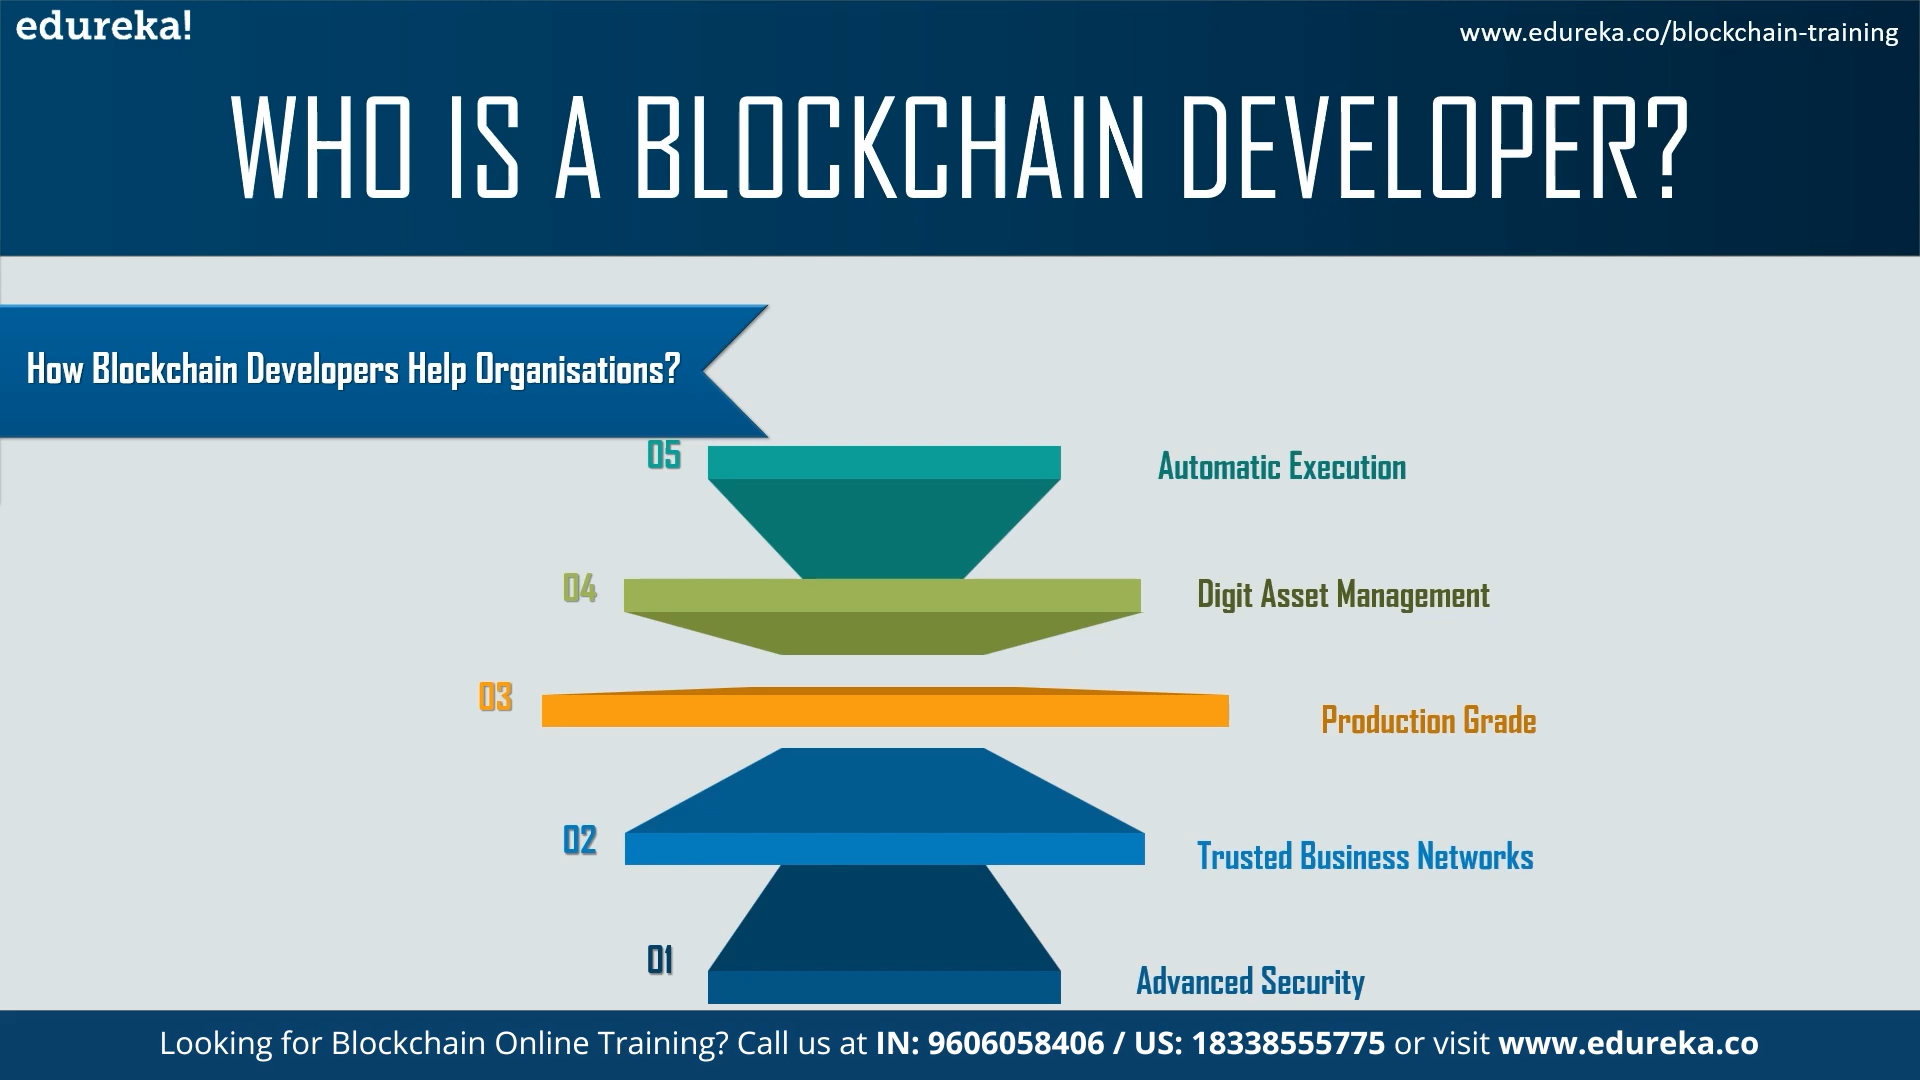 edureka!
www.edureka.co/blockchain-training
WHO IS A BLOCKCHAIN DEVELOPER?
How Blockchain Developers Help Organisations?
05
Automatic Execution
04
Digit Asset Management
03
Production Grade
02
Trusted Business Networks
01
Advanced Security
Looking for Blockchain Online Training? Call us at IN: 9606058406 / US: 18338555775 or visit www.edureka.co